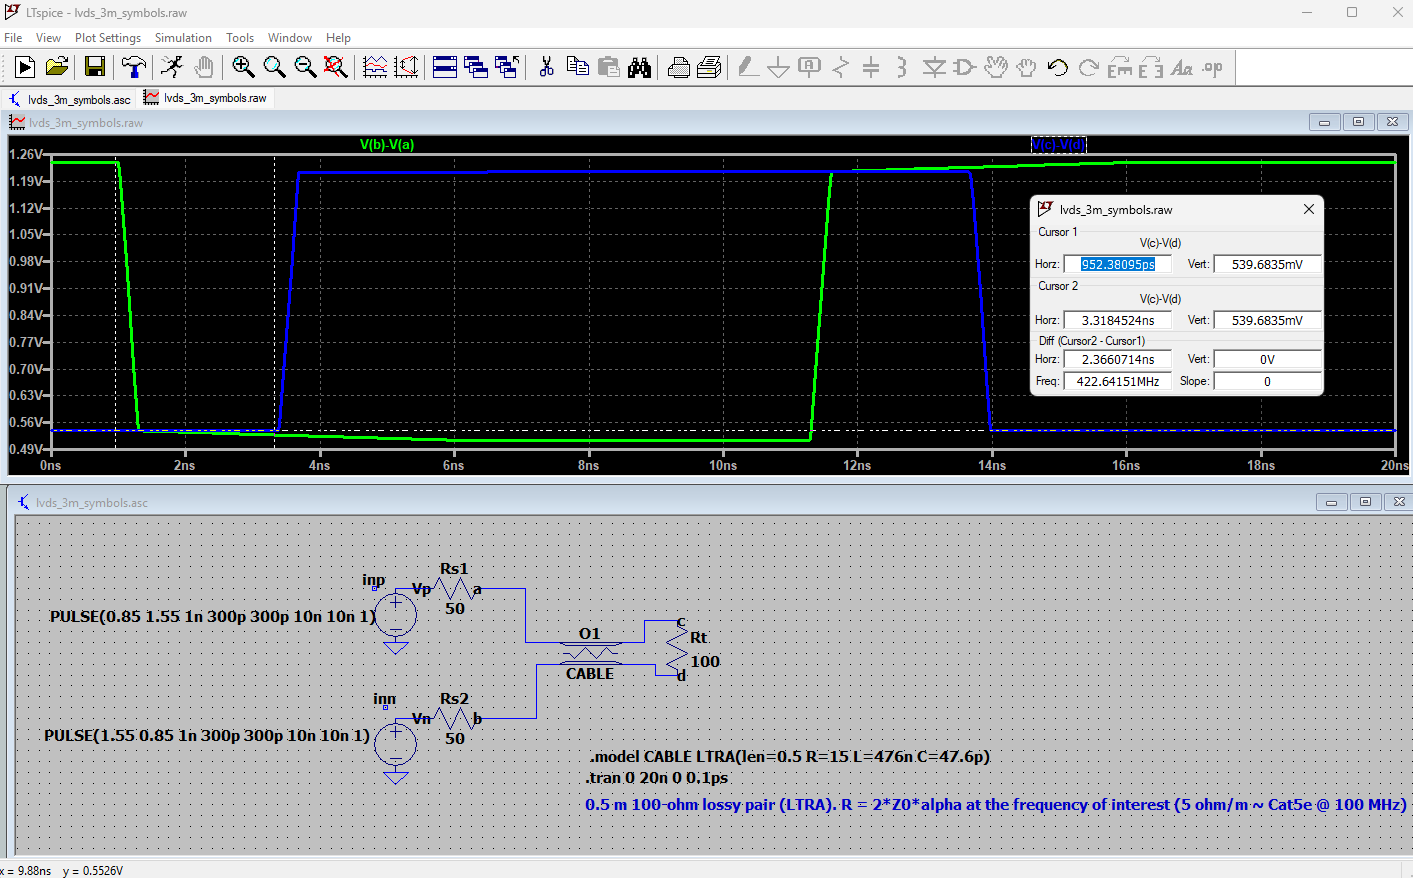 LTspice - lvds_3m_symbols.raw
File View Plot Settings Simulation Tools Window Help
lvds_3m_symbols.asc lvds_3m_symbols.raw
lvds_3m_symbols.raw
V(b)-V(a) V(c)-V(d)
1.26V
1.19V
1.12V
1.05V
0.98V
0.91V
0.84V
0.77V
0.70V
0.63V
0.56V
0.49V
0ns 2ns 4ns 6ns 8ns 10ns 12ns 14ns 16ns 18ns 20ns
lvds_3m_symbols.raw
Cursor 1
V(c)-V(d)
Horz: 952.38095ps Vert: 539.6835mV
Cursor 2
V(c)-V(d)
Horz: 3.3184524ns Vert: 539.6835mV
Diff (Cursor2 - Cursor1)
Horz: 2.3660714ns Vert: 0V
Freq: 422.64151MHz Slope: 0
lvds_3m_symbols.asc
Rs1
inp Vp a
50
PULSE(0.85 1.55 1n 300p 300p 10n 10n 1)
O1 c Rt
100
CABLE d
inn Rs2
Vn b
50
PULSE(1.55 0.85 1n 300p 300p 10n 10n 1)
.model CABLE LTRA(len=0.5 R=15 L=476n C=47.6p)
.tran 0 20n 0 0.1ps
0.5 m 100-ohm lossy pair (LTRA). R = 2*Z0*alpha at the frequency of interest (5 ohm/m ~ Cat5e @ 100 MHz)
x = 9.88ns y = 0.5526V